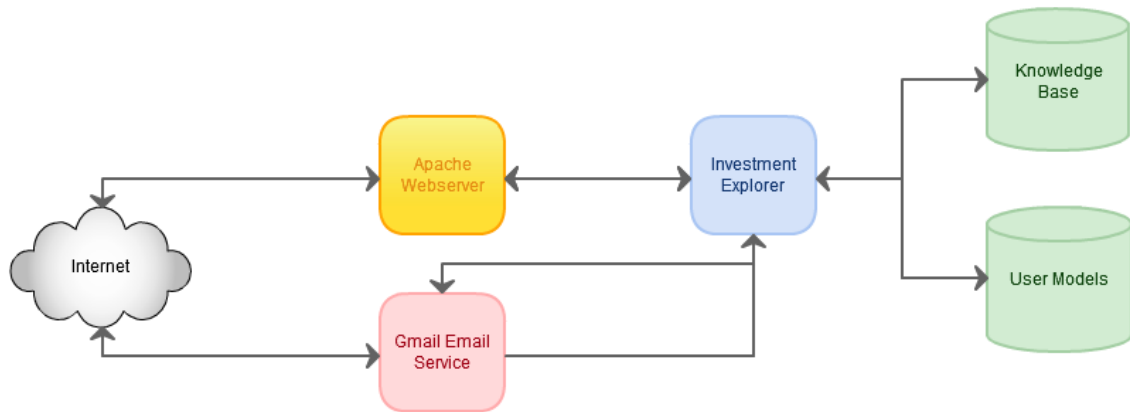 Knowledge
Base
Apache
Webserver
Investment
Explorer
Internet
User Models
Gmail Email
Service